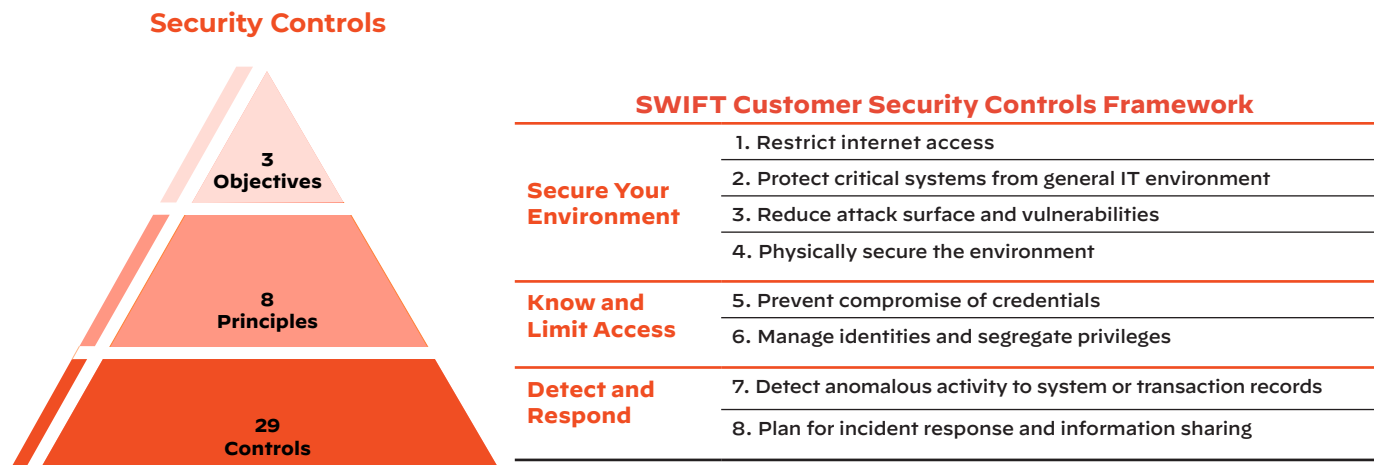 Security Controls
3
Objectives
8
Principles
29
Controls
SWIFT Customer Security Controls Framework
Secure Your
Environment
1. Restrict internet access
2. Protect critical systems from general IT environment
3. Reduce attack surface and vulnerabilities
4. Physically secure the environment
Know and
Limit Access
5. Prevent compromise of credentials
6. Manage identities and segregate privileges
Detect and
Respond
7. Detect anomalous activity to system or transaction records
8. Plan for incident response and information sharing